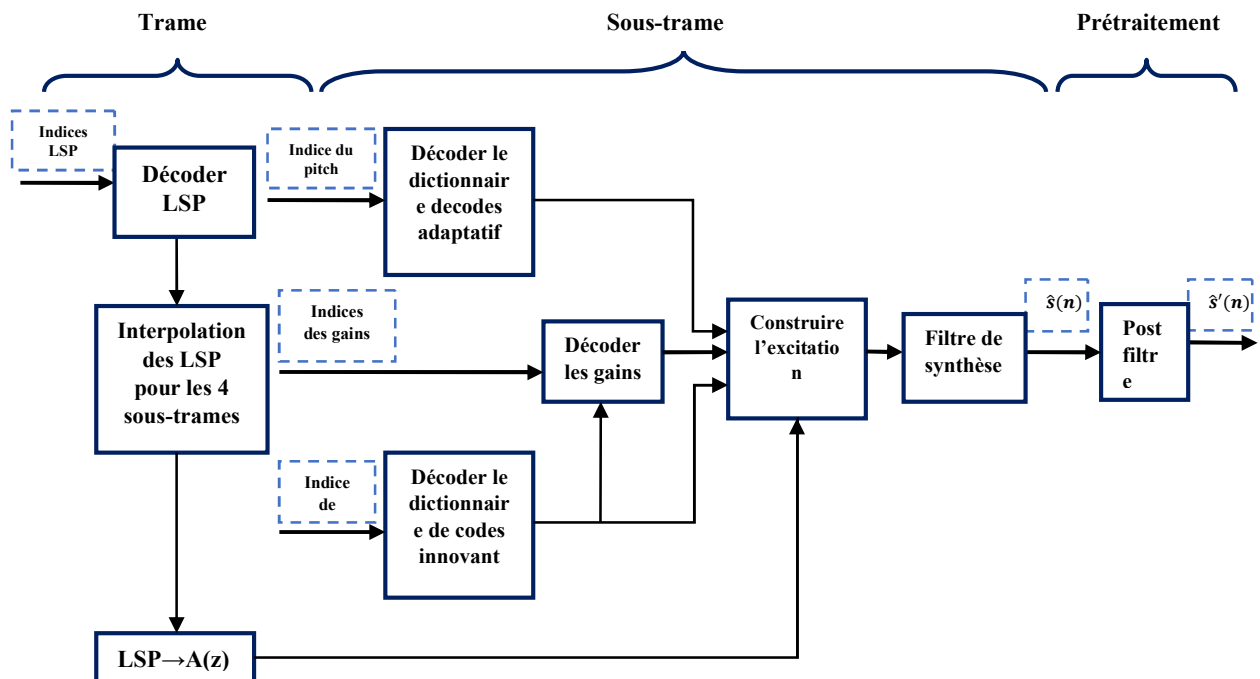 Trame
Sous-trame
Prétraitement
Indices
LSP
Décoder
LSP
Indice du
pitch
Décoder le
dictionnair
e decodes
adaptatif
Interpolation
des LSP
pour les 4
sous-trames
Indices
des gains
Décoder
les gains
Construire
l’excitatio
n
Filtre de
synthèse
ŝ(n)
Post
filtr
e
ŝ′(n)
Indice
de
Décoder le
dictionnair
e de codes
innovant
LSP→A(z)